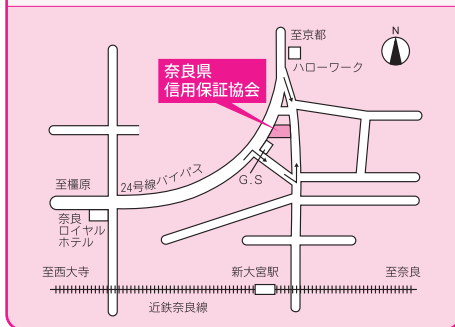 至京都
N
ハローワーク
奈良県
信用保証協会
24号線バイパス
G.S
至橿原
奈良
ロイヤル
ホテル
至西大寺
新大宮駅
至奈良
近鉄奈良線